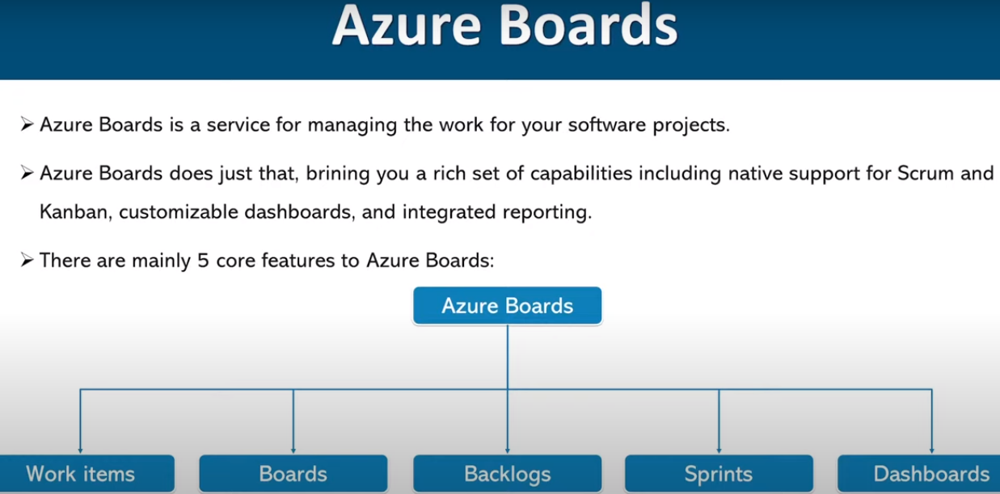 Azure Boards
➢ Azure Boards is a service for managing the work for your software projects.
➢ Azure Boards does just that, brining you a rich set of capabilities including native support for Scrum and
Kanban, customizable dashboards, and integrated reporting.
➢ There are mainly 5 core features to Azure Boards:
Azure Boards
Work items
Boards
Backlogs
Sprints
Dashboards